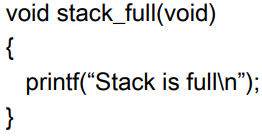 void stack_full(void)
{
printf(“Stack is full\n”);
}